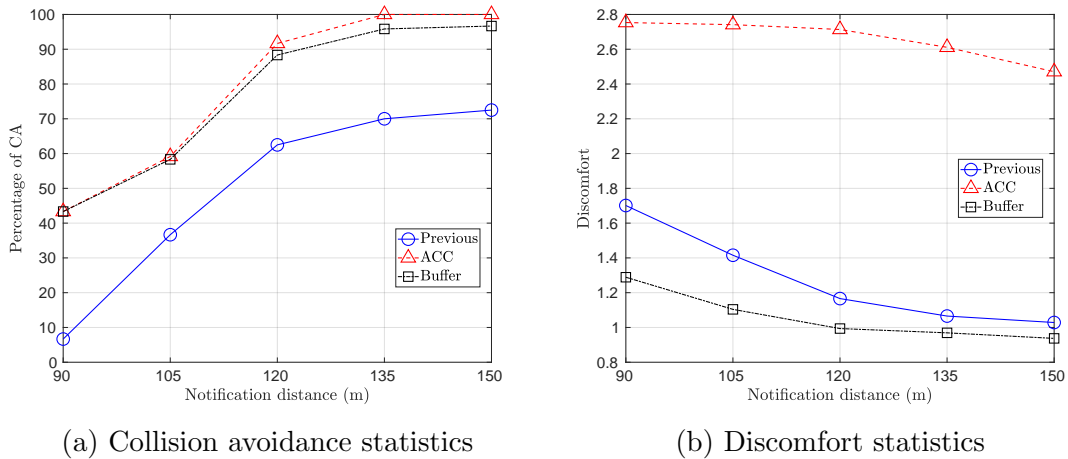 100
90
80
70
60
50
40
30
20
10
0
Percentage of CA
Previous
ACC
Buffer
90 105 120 135 150
Notification distance (m)
(a) Collision avoidance statistics
2.8
2.6
2.4
2.2
2
1.8
1.6
1.4
1.2
1
0.8
Discomfort
Previous
ACC
Buffer
90 105 120 135 150
Notification distance (m)
(b) Discomfort statistics